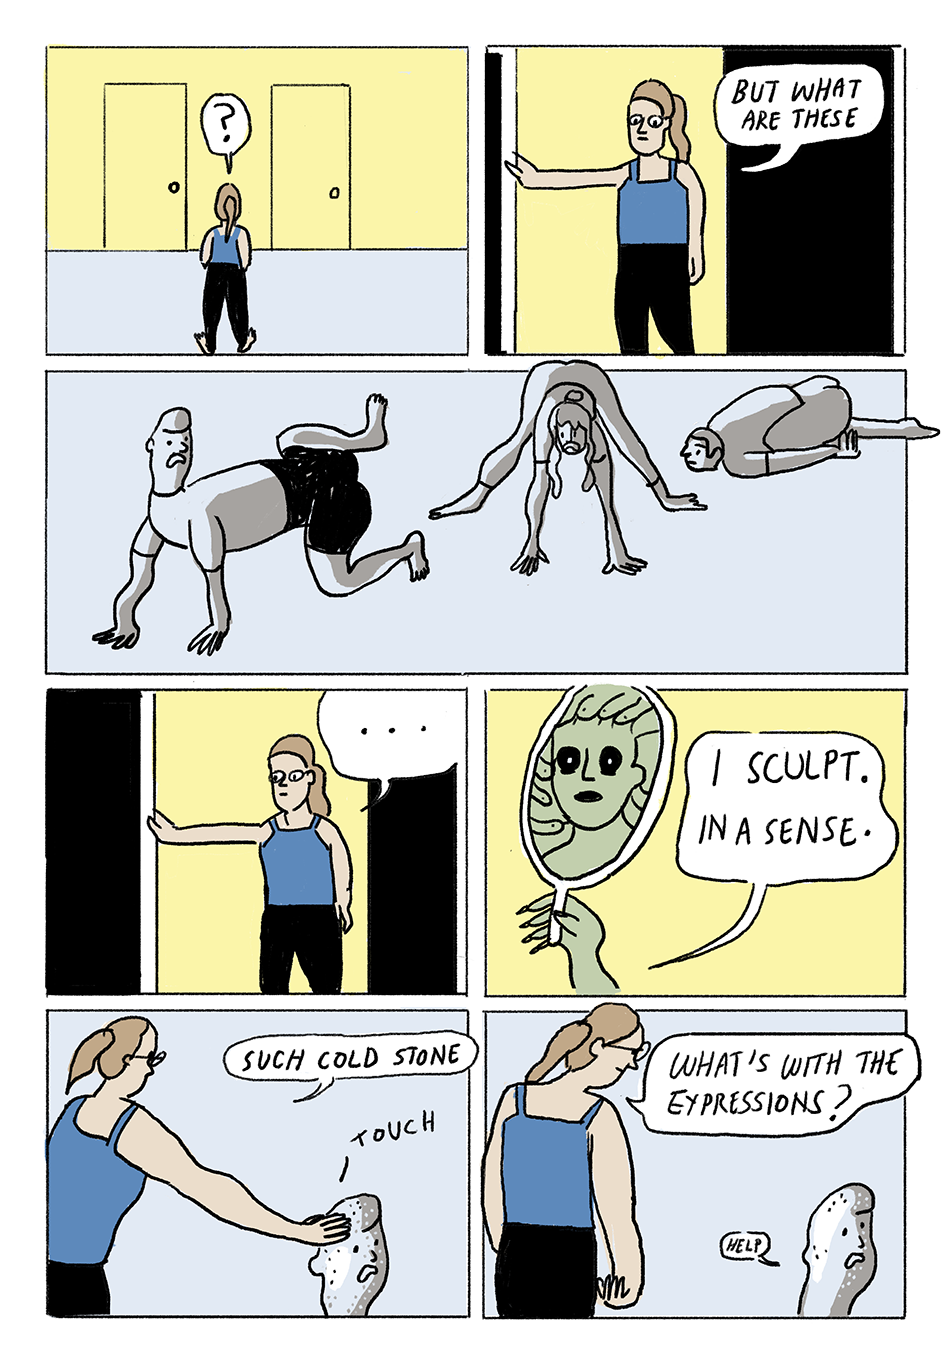 ?
BUT WHAT
ARE THESE
. . .
I SCULPT.
IN A SENSE.
SUCH COLD STONE
TOUCH
WHAT'S WITH THE
EXPRESSIONS?
HELP